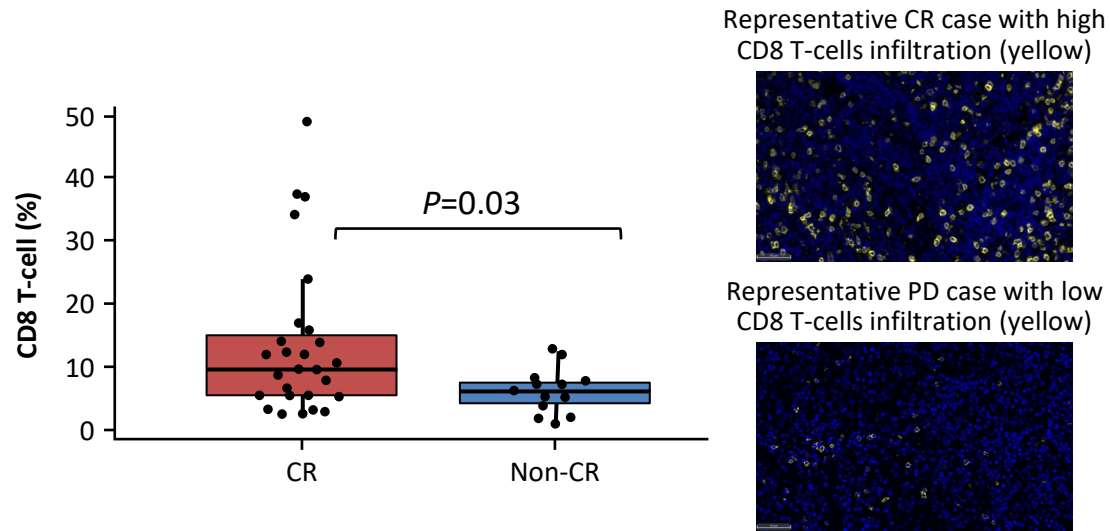 Representative CR case with high
CD8 T-cells infiltration (yellow)
50
40
30
20
10
0
CD8 T-cell (%)
P=0.03
CR
Non-CR
Representative PD case with low
CD8 T-cells infiltration (yellow)